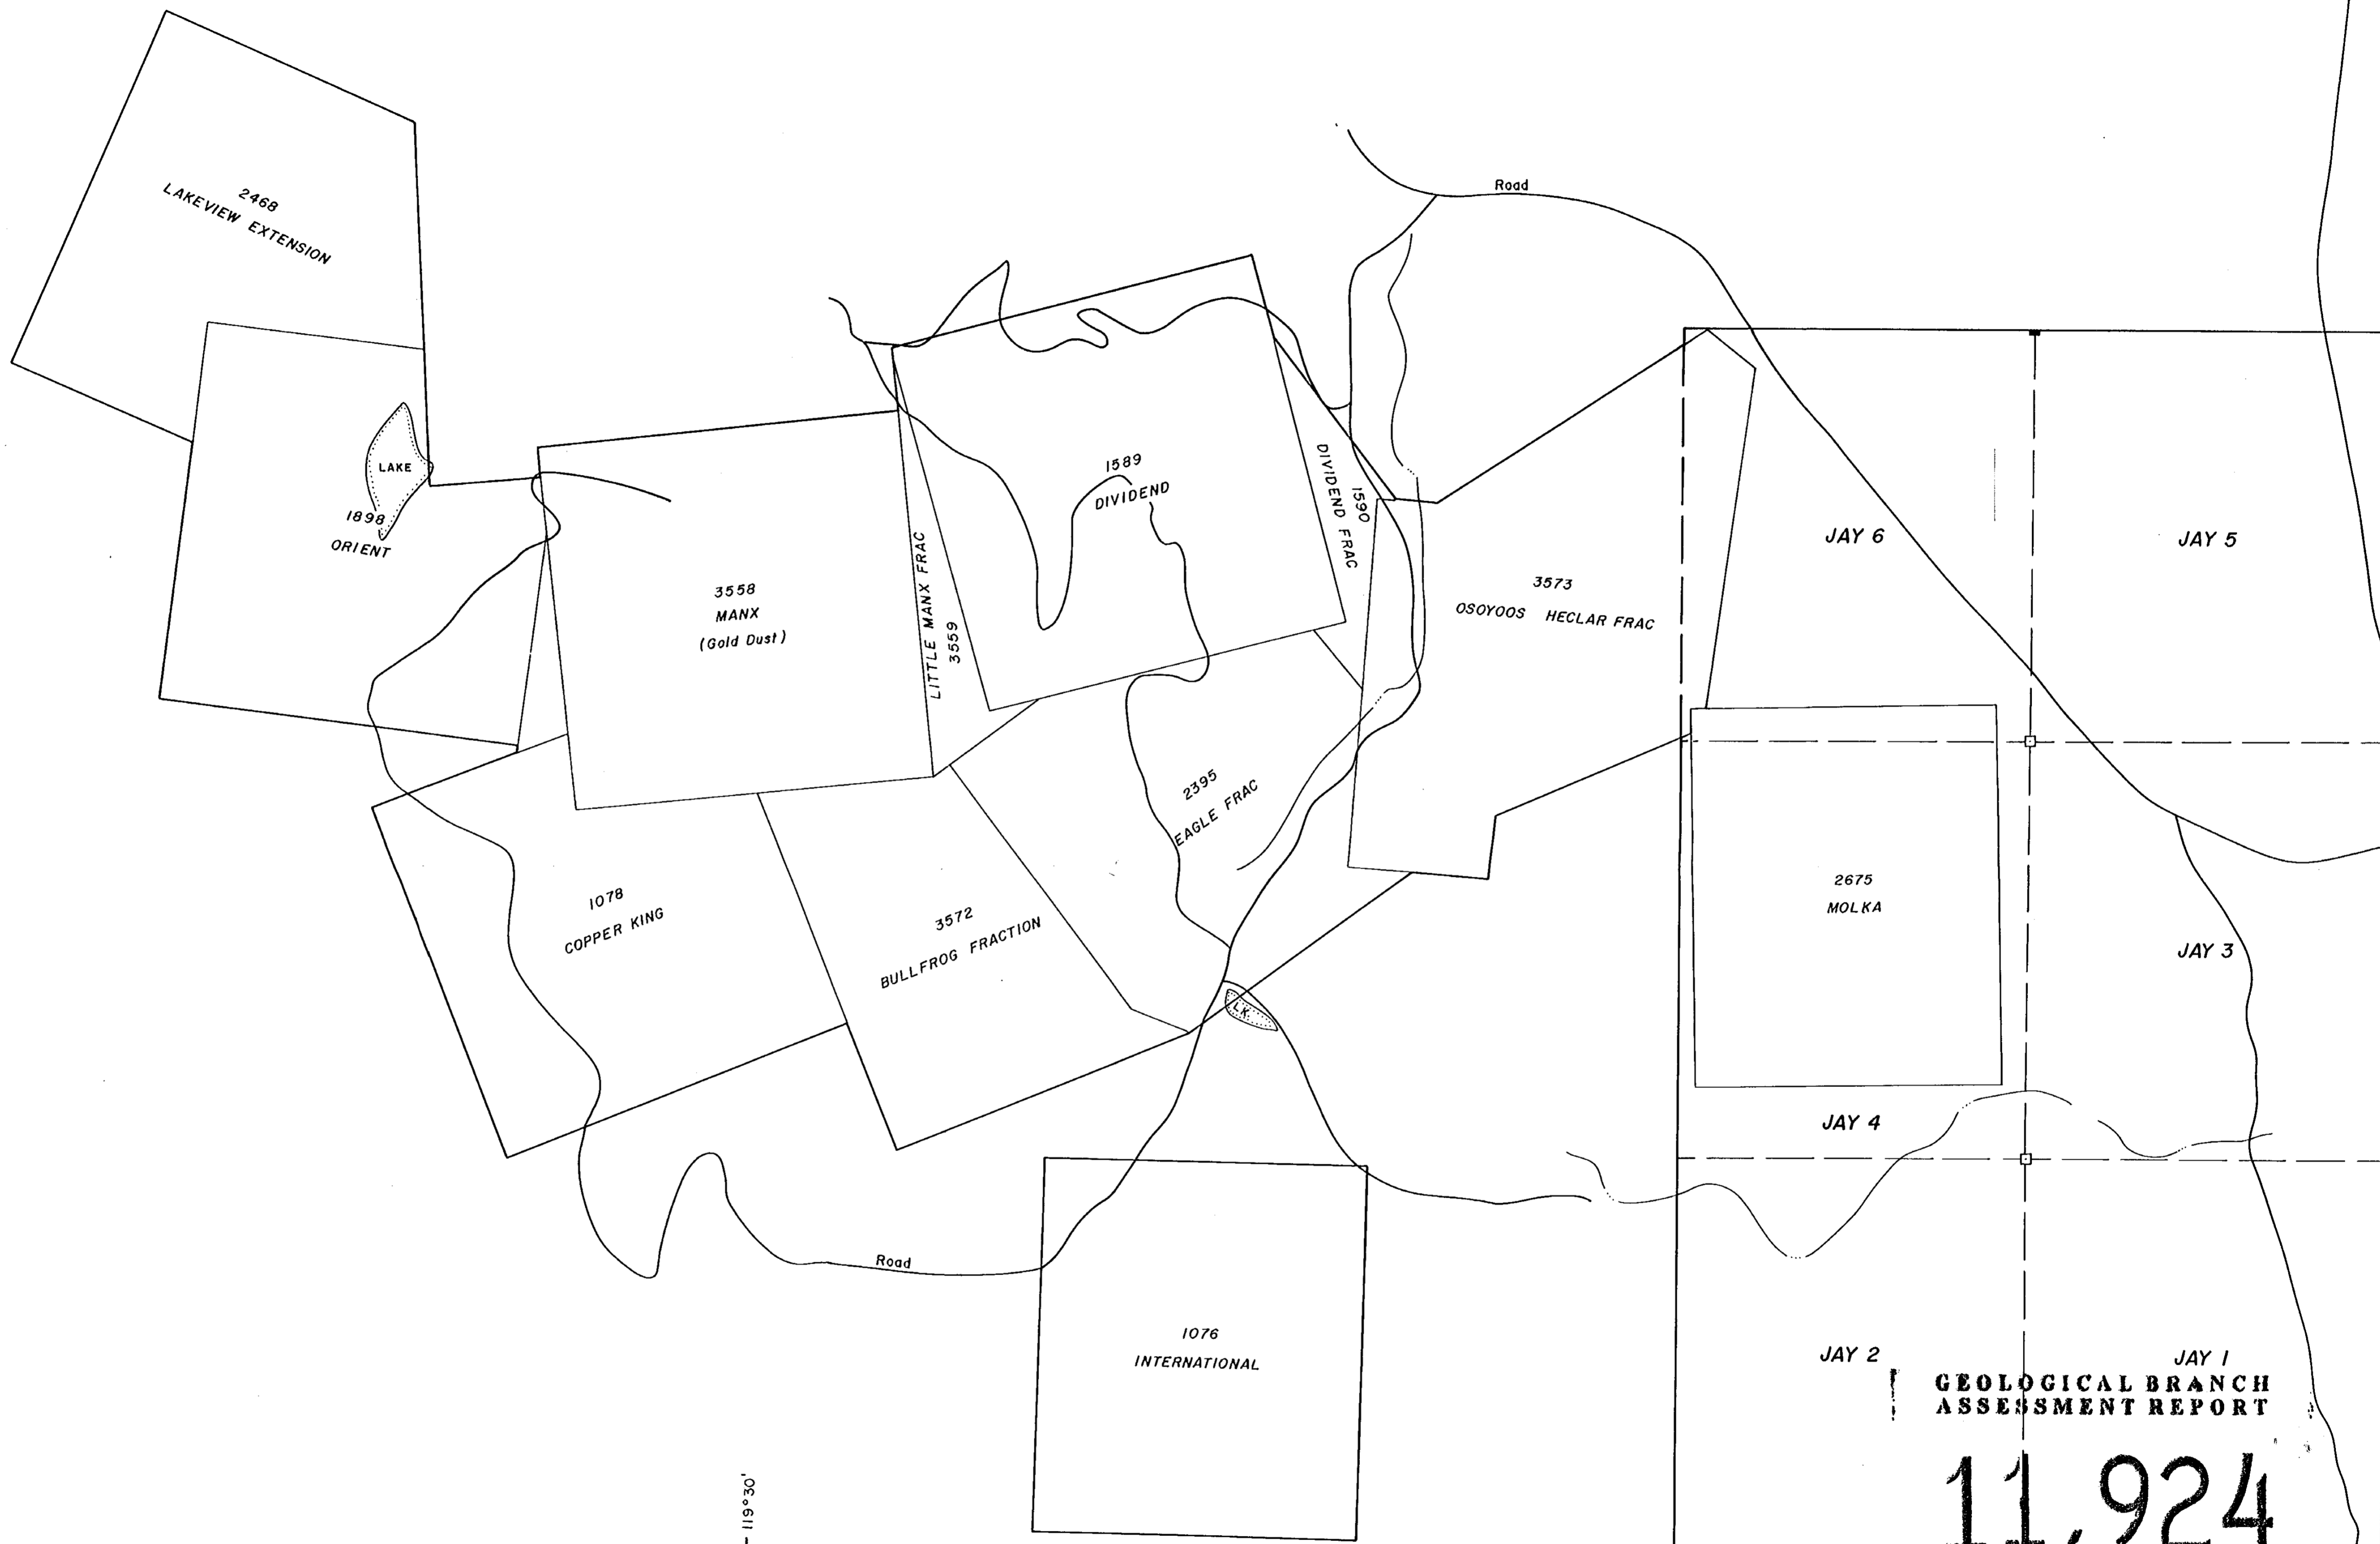 2468
LAKEVIEW EXTENSION
Road
LAKE
1898
ORIENT
3558
MANX
(Gold Dust)
LITTLE MANX FRAC
3559
1589
DIVIDEND
1590
DIVIDEND FRAC
3573
OSOYOOS HECLAR FRAC
JAY 6
JAY 5
2395
EAGLE FRAC
1078
COPPER KING
3572
BULLFROG FRACTION
2675
MOLKA
JAY 3
LK.
JAY 4
Road
1076
INTERNATIONAL
JAY 2
JAY 1
GEOLOGICAL BRANCH
ASSESSMENT REPORT
11,924
119°30'